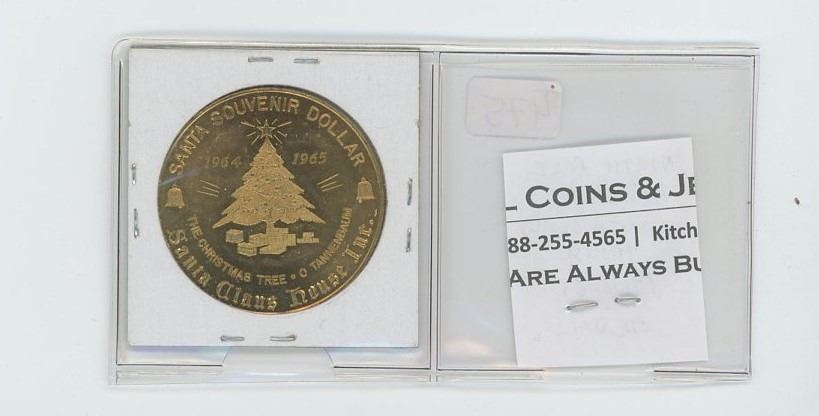 SANTA SOUVENIR DOLLAR
1964 1965
THE CHRISTMAS TREE • O TANNENBAUM
Santa Claus House Inc.
475
L COINS & JE
88-255-4565 | Kitch
ARE ALWAYS BU